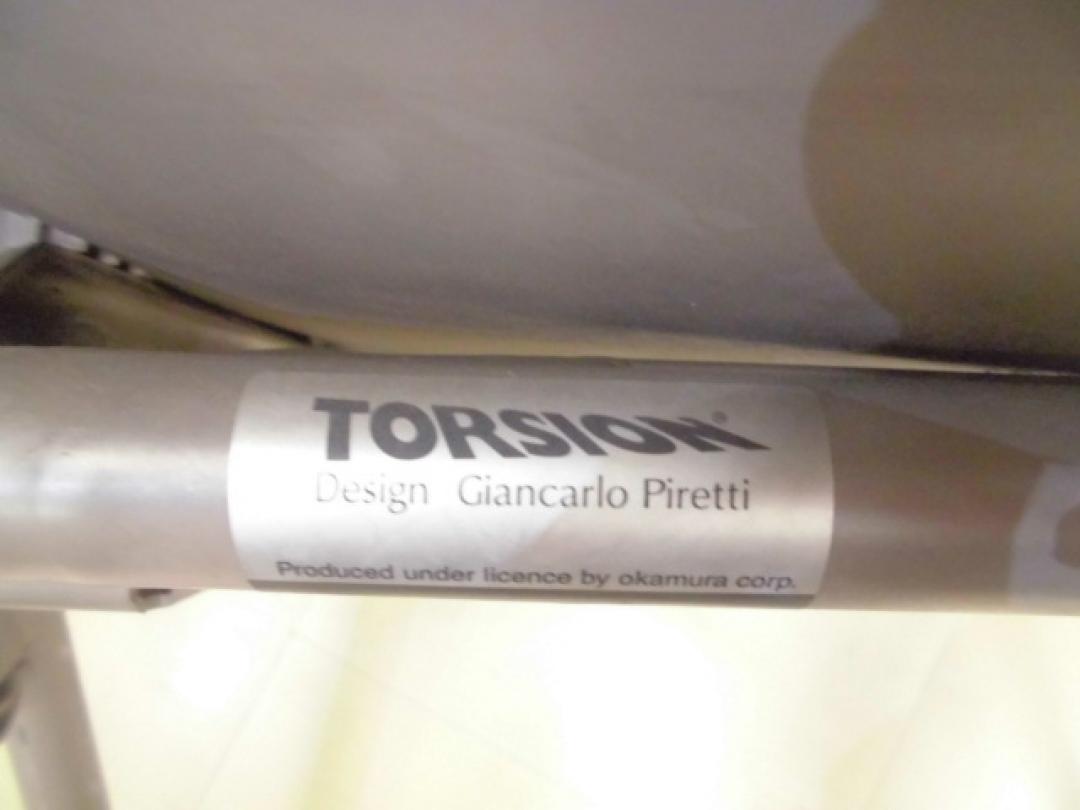 TORSION®
Design Giancarlo Piretti
Produced under licence by okamura corp.